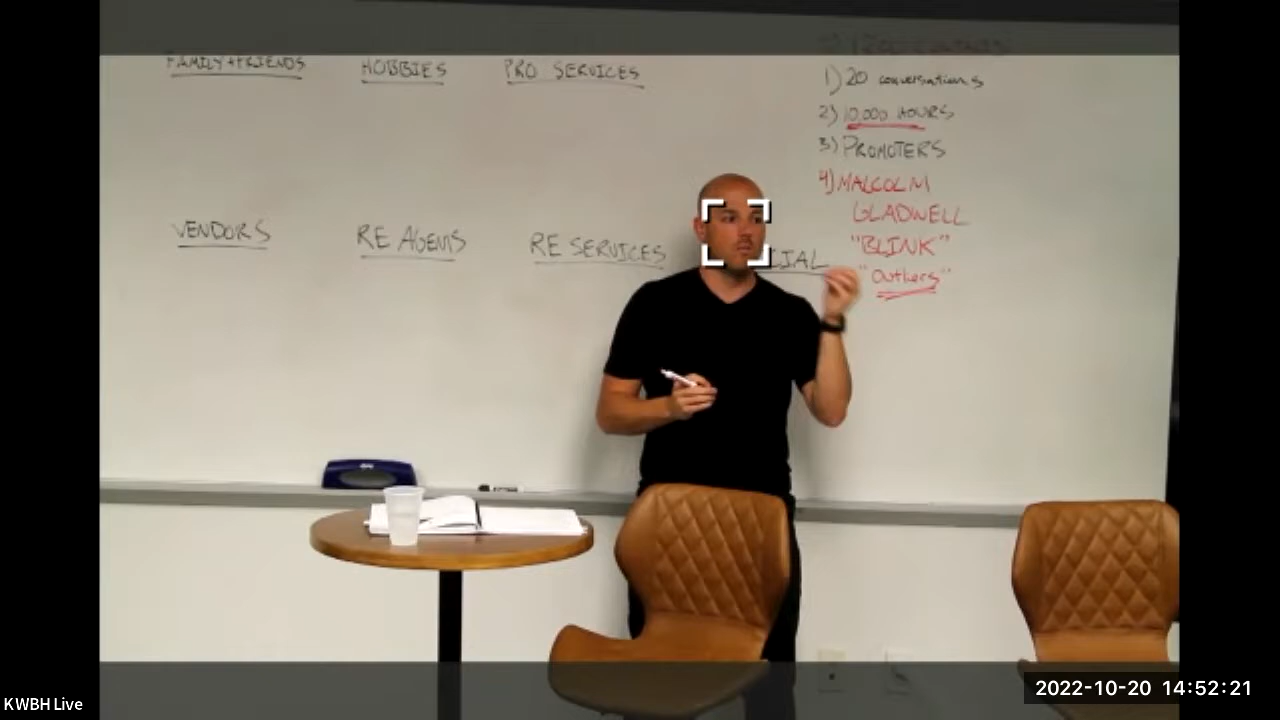 FAMILY+FRIENDS
HOBBIES
PRO SERVICES
VENDORS
RE AGENTS
RE SERVICES
CIAL
1) 20 conversations
2) 10,000 HOURS
3) PROMOTERS
4) MALCOLM
GLADWELL
"BLINK"
"Outliers"
KWBH Live
2022-10-20 14:52:21